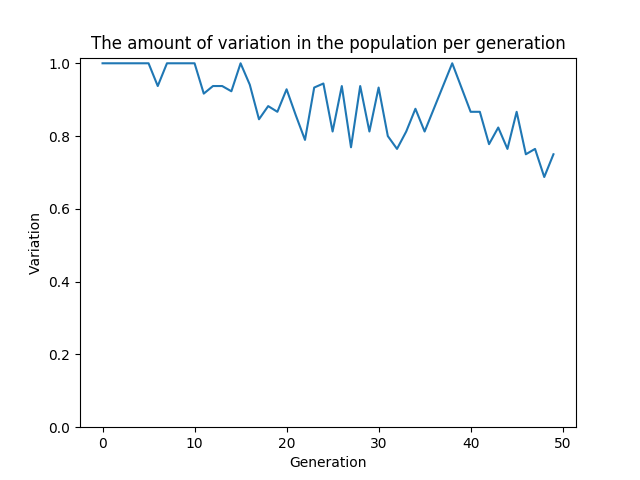 The amount of variation in the population per generation
1.0
0.8
0.6
0.4
0.2
0.0
Variation
0 10 20 30 40 50
Generation